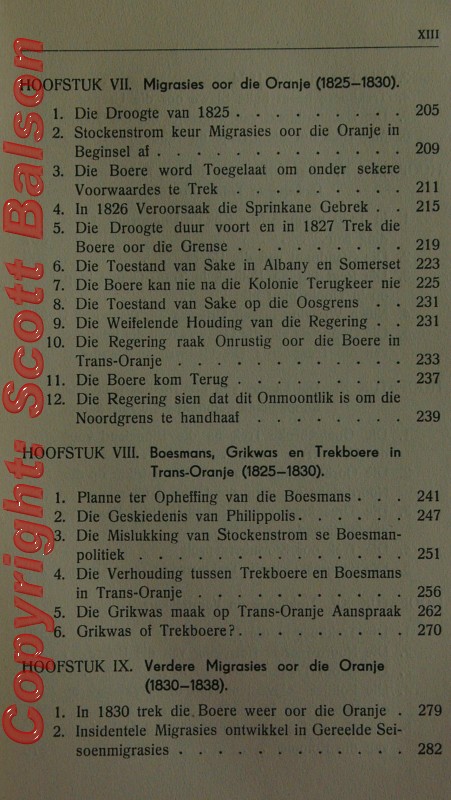 XIII
HOOFSTUK VII. Migrasies oor die Oranje (1825—1830).
1. Die Droogte van 1825 . . . . . . . . . 205
2. Stockenstrom keur Migrasies oor die Oranje in
Beginsel af . . . . . . . . . . . . . 209
3. Die Boere word Toegelaat om onder sekere
Voorwaardes te Trek . . . . . . . . . 211
4. In 1826 Veroorsaak die Sprinkane Gebrek . . 215
5. Die Droogte duur voort en in 1827 Trek die
Boere oor die Grense . . . . . . . . . 219
6. Die Toestand van Sake in Albany en Somerset 223
7. Die Boere kan nie na die Kolonie Terugkeer nie 225
8. Die Toestand van Sake op die Oosgrens . . 231
9. Die Weifelende Houding van die Regering . . 231
10. Die Regering raak Onrustig oor die Boere in
Trans-Oranje . . . . . . . . . . . . 233
11. Die Boere kom Terug . . . . . . . . . 237
12. Die Regering sien dat dit Onmoontlik is om die
Noordgrens te handhaaf . . . . . . . . 239
HOOFSTUK VIII. Boesmans, Grikwas en Trekboere in
Trans-Oranje (1825—1830).
1. Planne ter Opheffing van die Boesmans . . . 241
2. Die Geskiedenis van Philippolis . . . . . . 247
3. Die Mislukking van Stockenstrom se Boesman-
politiek . . . . . . . . . . . . . . 251
4. Die Verhouding tussen Trekboere en Boesmans
in Trans-Oranje . . . . . . . . . . . 256
5. Die Grikwas maak op Trans-Oranje Aanspraak 262
6. Grikwas of Trekboere? . . . . . . . . . 270
HOOFSTUK IX. Verdere Migrasies oor die Oranje
(1830—1838).
1. In 1830 trek die Boere weer oor die Oranje . 279
2. Insidentele Migrasies ontwikkel in Gereelde Sei-
soenmigrasies . . . . . . . . . . . . 282
Copyright: Scott Balson